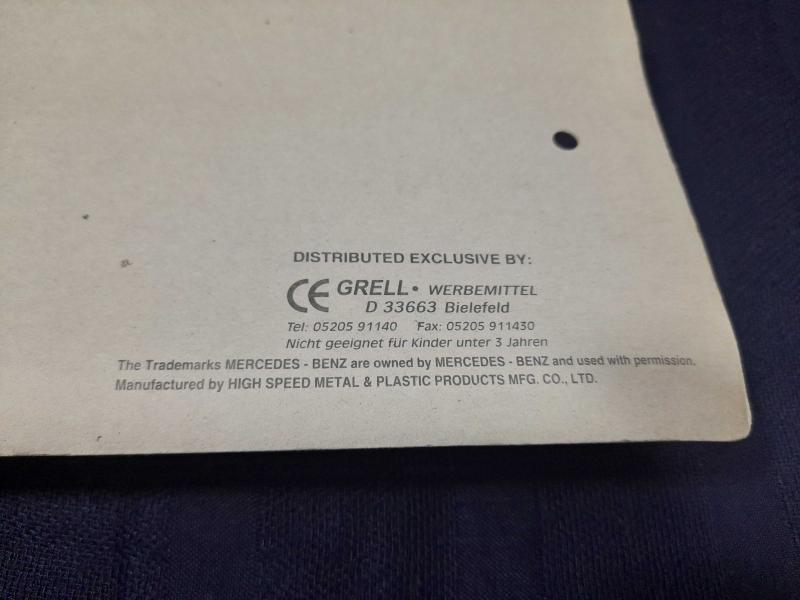 DISTRIBUTED EXCLUSIVE BY:
CE GRELL • WERBEMITTEL
D 33663 Bielefeld
Tel: 05205 91140 Fax: 05205 911430
Nicht geeignet für Kinder unter 3 Jahren
The Trademarks MERCEDES - BENZ are owned by MERCEDES - BENZ and used with permission.
Manufactured by HIGH SPEED METAL & PLASTIC PRODUCTS MFG. CO., LTD.